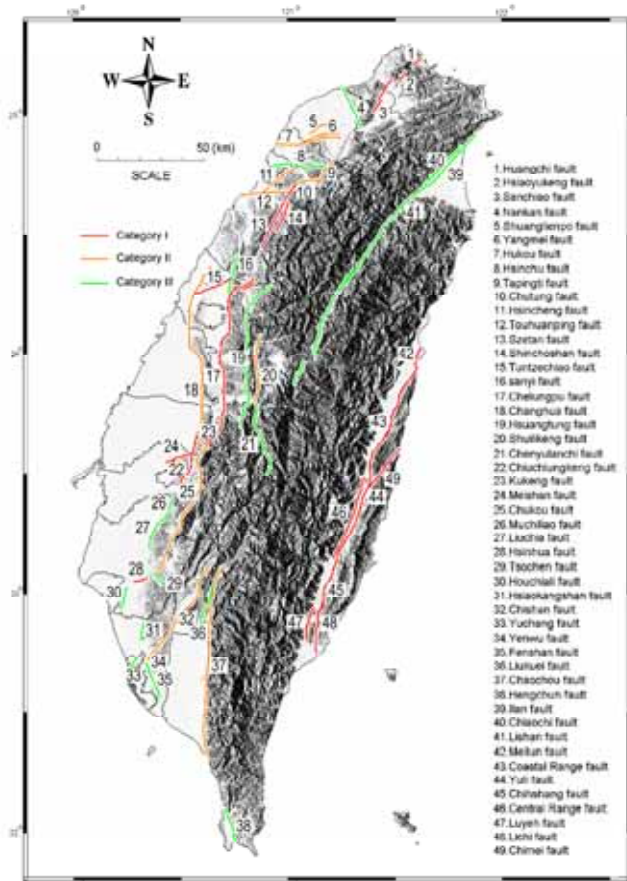 120°
121
122
N
W
E
S
0
50 (km)
SCALE
Category I
Category II
Category III
1
2
3
4
5
6
7
8
9
10
11
12
13
14
15
16
17
18
19
20
21
22
23
24
25
26
27
28
29
30
31
32
33
34
35
36
37
38
39
40
41
42
43
44
45
46
47
48
49
1.Huangchi fault
2.Hsiaoyukeng fault
3.Sanchiao fault
4.Nankan fault
5.Shuanglienpo fault
6.Yangmei fault
7.Hukou fault
8.Hsinchu fault
9.Tapingti fault
10.Chutung fault
11.Hsincheng fault
12.Touhuanping fault
13.Szetan fault
14.Shinchoshan fault
15.Tuntzechiao fault
16.sanyi fault
17.Chelungpu fault
18.Changhua fault
19.Hsuangtung fault
20.Shuilikeng fault
21.Chenyulanchi fault
22.Chiuchiungkeng fault
23.Kukeng fault
24.Meishan fault
25.Chukou fault
26.Muchiliao fault
27.Liuchia fault
28.Hsinhua fault
29.Tsochen fault
30.Houchiali fault
31.Hsiaokangshan fault
32.Chishan fault
33.Yuchang fault
34.Yenwu fault
35.Fenshan fault
36.Liukuei fault
37.Chaochou fault
38.Hengchun fault
39.Ilan fault
40.Chiaochi fault
41.Lishan fault
42.Meilun fault
43.Coastal Range fault
44.Yuli fault
45.Chihshang fault
46.Central Range fault
47.Luyeh fault
48.Lichi fault
49.Chimei fault